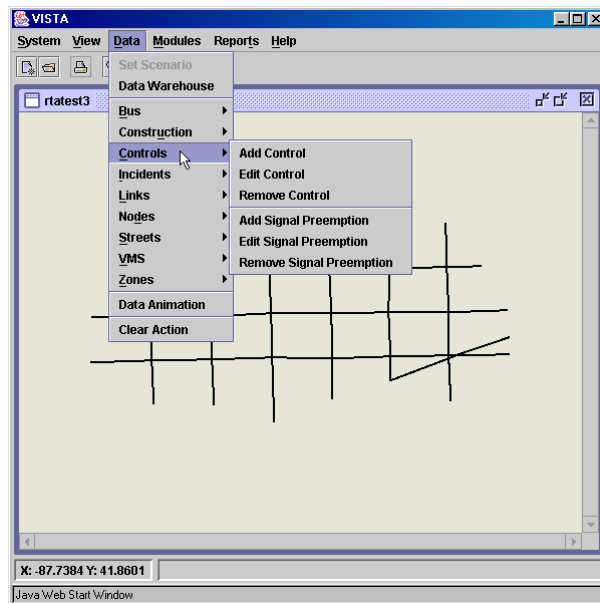 VISTA
System View Data Modules Reports Help
Set Scenario
Data Warehouse
rtatest3
Bus
Construction
Controls
Incidents
Links
Nodes
Streets
VMS
Zones
Data Animation
Clear Action
Add Control
Edit Control
Remove Control
Add Signal Preemption
Edit Signal Preemption
Remove Signal Preemption
X: -87.7384 Y: 41.8601
Java Web Start Window